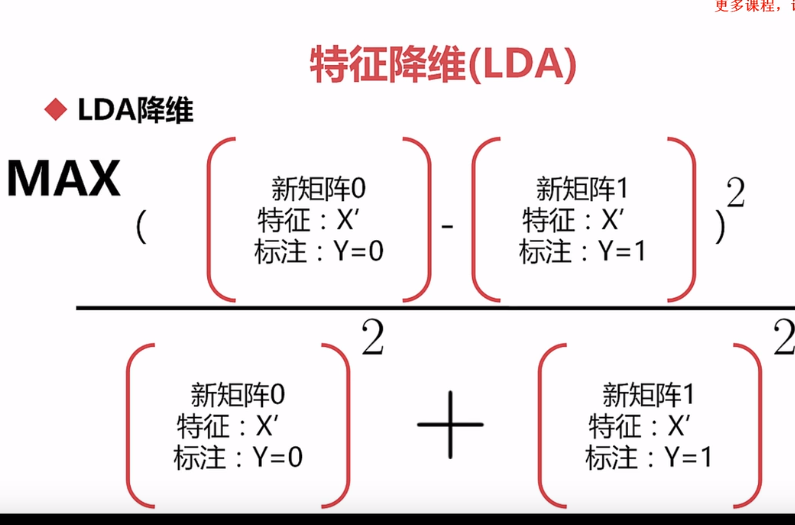 更多课程，
特征降维(LDA)
◆ LDA降维
MAX
( 新矩阵0 特征：X′ 标注：Y=0 - 新矩阵1 特征：X′ 标注：Y=1 )2
新矩阵0 特征：X′ 标注：Y=0 2 + 新矩阵1 特征：X′ 标注：Y=1 2